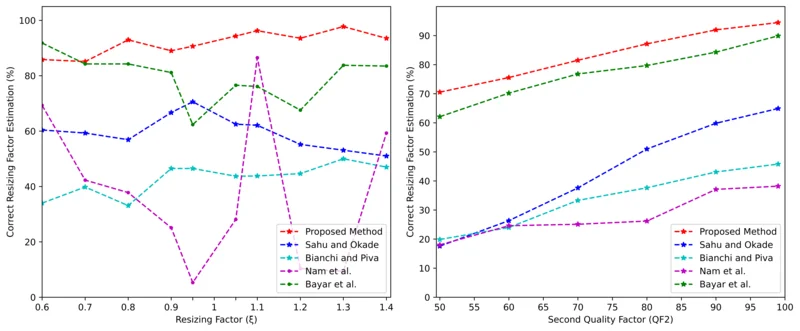 Correct Resizing Factor Estimation (%)
100
80
60
40
20
0
0.6 0.7 0.8 0.9 1 1.1 1.2 1.3 1.4
Resizing Factor (ξ)
Proposed Method
Sahu and Okade
Bianchi and Piva
Nam et al.
Bayar et al.
Correct Resizing Factor Estimation (%)
90
80
70
60
50
40
30
20
10
0
50 55 60 65 70 75 80 85 90 95 100
Second Quality Factor (QF2)
Proposed Method
Sahu and Okade
Bianchi and Piva
Nam et al.
Bayar et al.